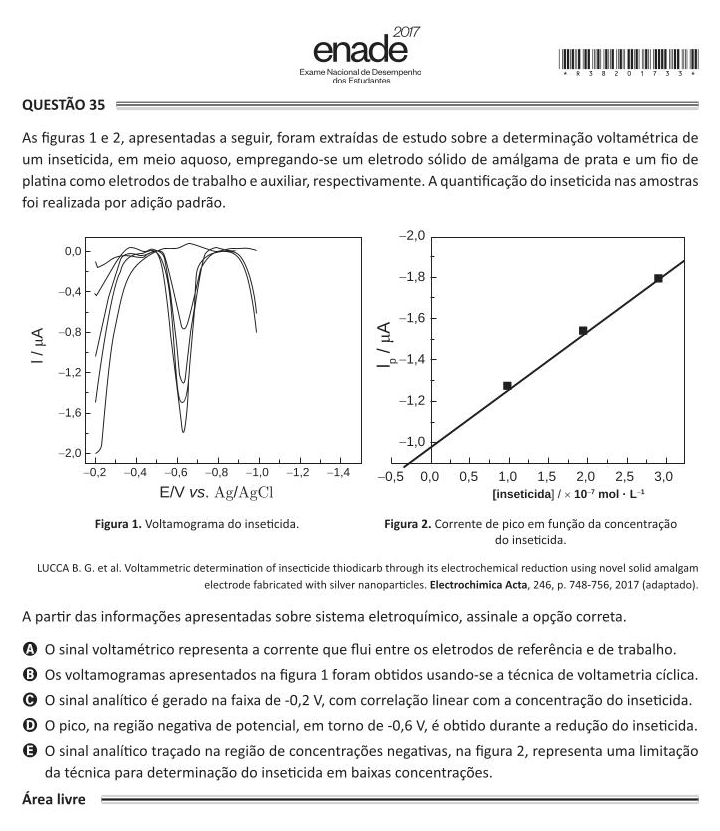 2017
enade
Exame Nacional de Desempenho
dos Estudantes
* R 3 8 2 0 1 7 3 3 *
QUESTÃO 35
As figuras 1 e 2, apresentadas a seguir, foram extraídas de estudo sobre a determinação voltamétrica de
um inseticida, em meio aquoso, empregando-se um eletrodo sólido de amálgama de prata e um fio de
platina como eletrodos de trabalho e auxiliar, respectivamente. A quantificação do inseticida nas amostras
foi realizada por adição padrão.
0,0
−0,4
−0,8
−1,2
−1,6
−2,0
I / µA
−0,2 −0,4 −0,6 −0,8 −1,0 −1,2 −1,4
E/V vs. Ag/AgCl
Figura 1. Voltamograma do inseticida.
−2,0
−1,8
−1,6
−1,4
−1,2
−1,0
Ip / µA
−0,5 0,0 0,5 1,0 1,5 2,0 2,5 3,0
[inseticida] / × 10⁻⁷ mol · L⁻¹
Figura 2. Corrente de pico em função da concentração
do inseticida.
LUCCA B. G. et al. Voltammetric determination of insecticide thiodicarb through its electrochemical reduction using novel solid amalgam
electrode fabricated with silver nanoparticles. Electrochimica Acta, 246, p. 748-756, 2017 (adaptado).
A partir das informações apresentadas sobre sistema eletroquímico, assinale a opção correta.
A O sinal voltamétrico representa a corrente que flui entre os eletrodos de referência e de trabalho.
B Os voltamogramas apresentados na figura 1 foram obtidos usando-se a técnica de voltametria cíclica.
C O sinal analítico é gerado na faixa de -0,2 V, com correlação linear com a concentração do inseticida.
D O pico, na região negativa de potencial, em torno de -0,6 V, é obtido durante a redução do inseticida.
E O sinal analítico traçado na região de concentrações negativas, na figura 2, representa uma limitação
da técnica para determinação do inseticida em baixas concentrações.
Área livre